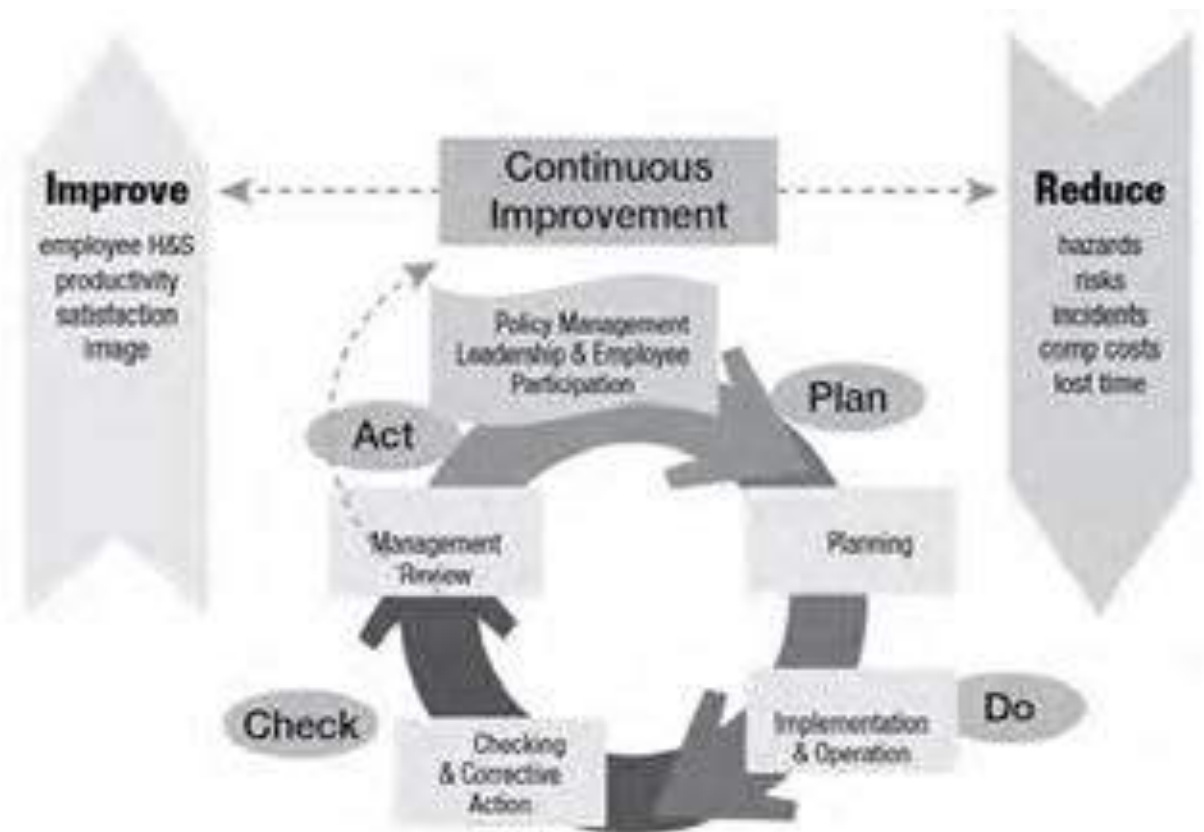 Continuous
Improvement
Improve
employee H&S
productivity
satisfaction
image
Reduce
hazards
risks
incidents
comp costs
lost time
Policy Management
Leadership & Employee
Participation
Plan
Act
Management
Review
Planning
Do
Implementation
& Operation
Check
Checking
& Corrective
Action